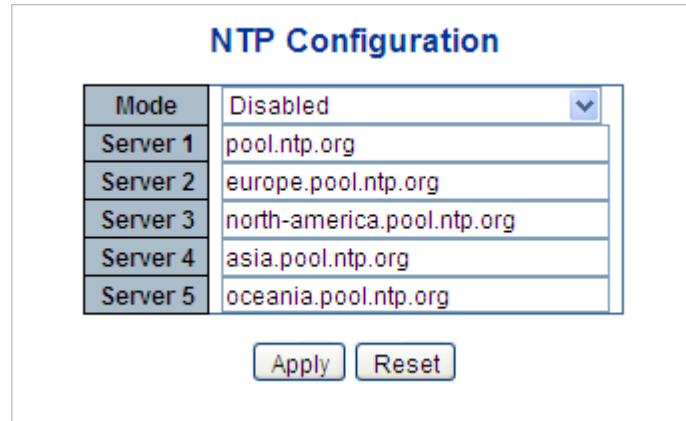 NTP Configuration
Mode Disabled
Server 1 pool.ntp.org
Server 2 europe.pool.ntp.org
Server 3 north-america.pool.ntp.org
Server 4 asia.pool.ntp.org
Server 5 oceania.pool.ntp.org
Apply Reset